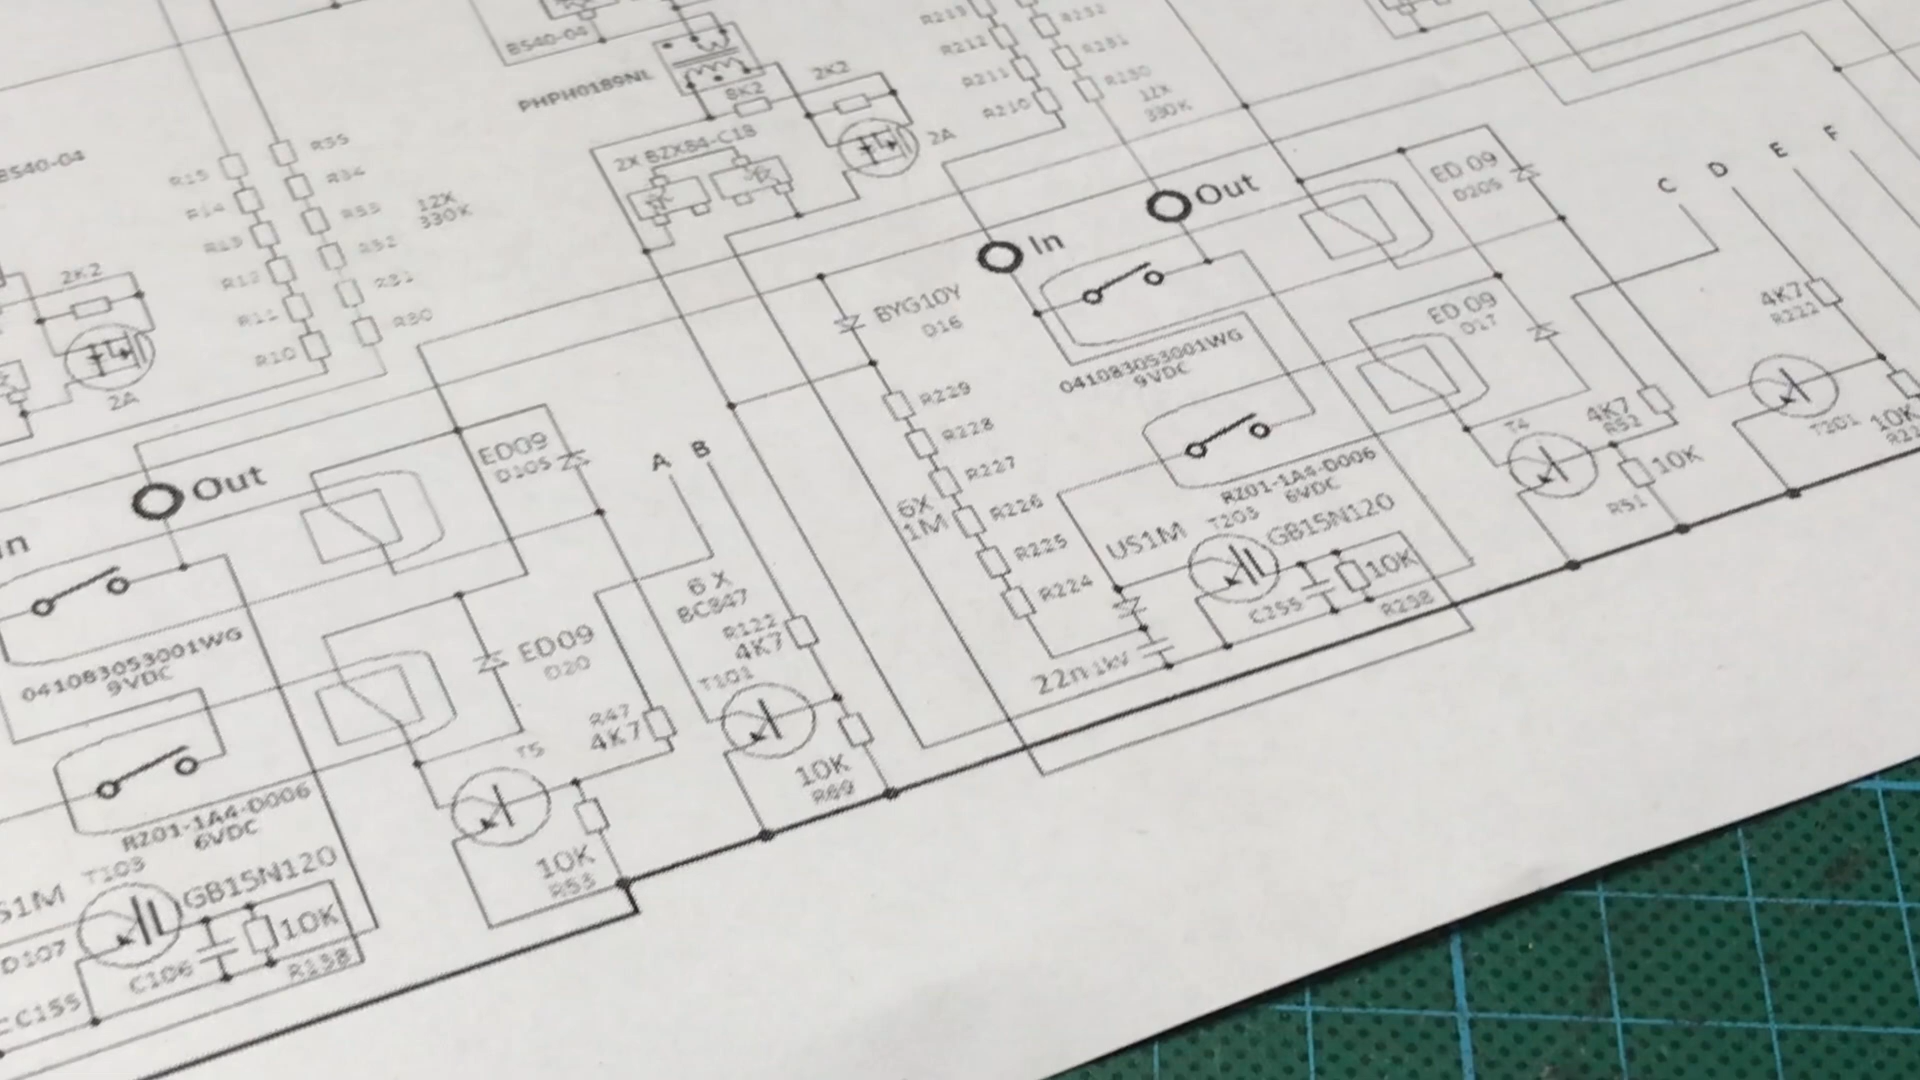 BS40-04
PHPH0189NL
8K2
2K2
2A
2X BZX84-C18
R212
R211
R210
R232
R231
R230
12X
330K
BS40-04
R15
R14
R13
R12
R11
R10
R35
R34
R33
R32
R31
R30
12X
330K
2K2
2A
Out
In
BYG10Y
D16
041083053001WG
9VDC
ED 09
D205
ED 09
D17
C
D
E
F
4K7
R222
T201
10K
R229
R228
R227
R226
R225
R224
6X
1M
RZ01-1A4-D006
6VDC
T4
4K7
R52
10K
R51
US1M
T203
GB15N120
10K
C255
R238
22n 1kV
Out
In
ED09
D105
A
B
041083053001WG
9VDC
6 X
BC847
R122
4K7
T101
10K
R69
ED09
D20
T5
R47
4K7
10K
R53
RZ01-1A4-D006
6VDC
T103
GB15N120
S1M
D107
10K
C106
R138
C155